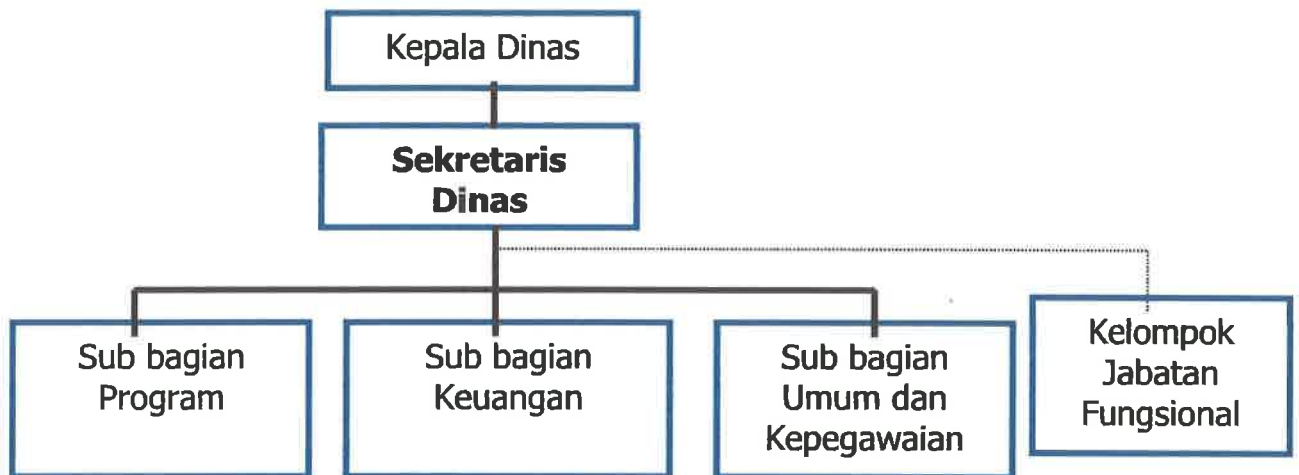 Kepala Dinas
Sekretaris
Dinas
Sub bagian
Program
Sub bagian
Keuangan
Sub bagian
Umum dan
Kepegawaian
Kelompok
Jabatan
Fungsional